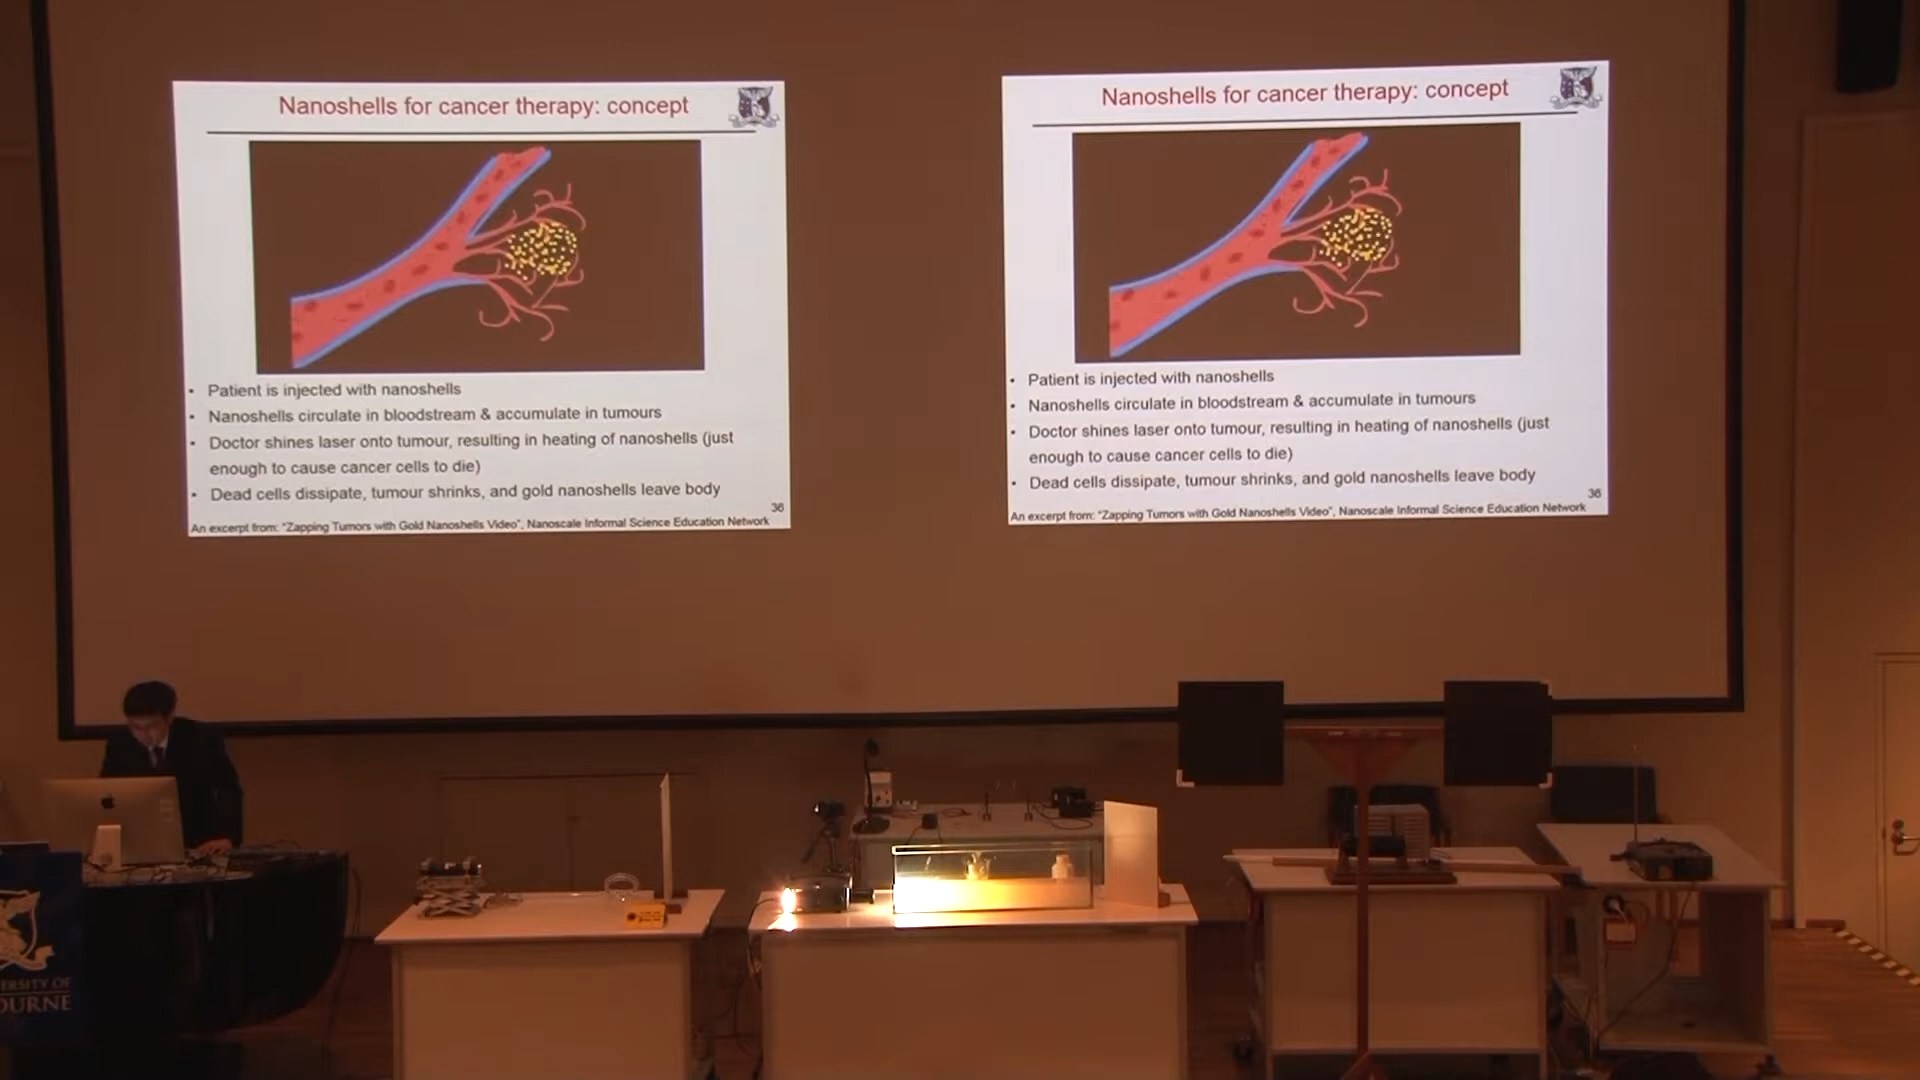 Nanoshells for cancer therapy: concept
• Patient is injected with nanoshells
• Nanoshells circulate in bloodstream & accumulate in tumours
• Doctor shines laser onto tumour, resulting in heating of nanoshells (just
enough to cause cancer cells to die)
• Dead cells dissipate, tumour shrinks, and gold nanoshells leave body
36
An excerpt from: "Zapping Tumors with Gold Nanoshells Video", Nanoscale Informal Science Education Network
Nanoshells for cancer therapy: concept
• Patient is injected with nanoshells
• Nanoshells circulate in bloodstream & accumulate in tumours
• Doctor shines laser onto tumour, resulting in heating of nanoshells (just
enough to cause cancer cells to die)
• Dead cells dissipate, tumour shrinks, and gold nanoshells leave body
36
An excerpt from: "Zapping Tumors with Gold Nanoshells Video", Nanoscale Informal Science Education Network
ERSITY OF
OURNE